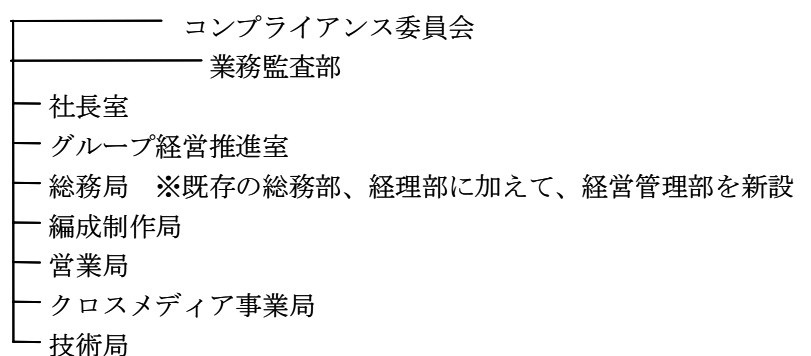 コンプライアンス委員会
業務監査部
社長室
グループ経営推進室
総務局　※既存の総務部、経理部に加えて、経営管理部を新設
編成制作局
営業局
クロスメディア事業局
技術局